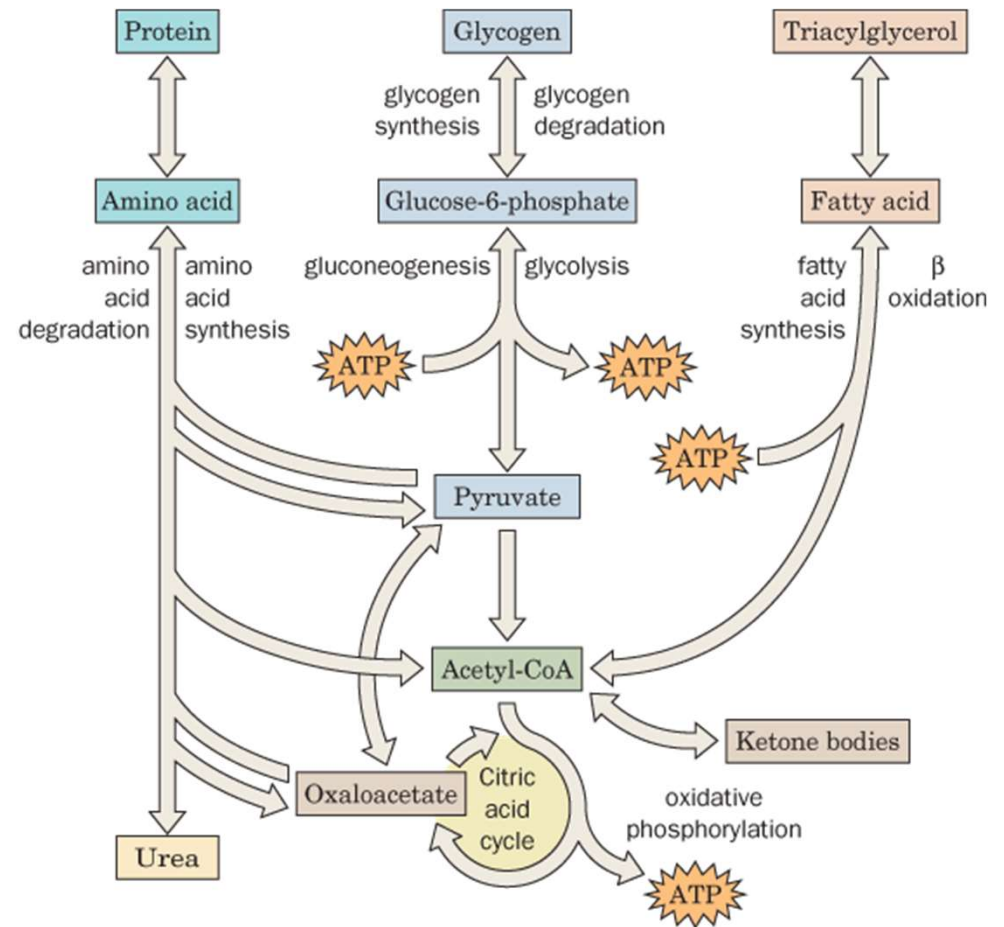 Protein
Glycogen
Triacylglycerol
glycogen
synthesis
glycogen
degradation
Amino acid
Glucose-6-phosphate
Fatty acid
amino
acid
degradation
amino
acid
synthesis
gluconeogenesis
glycolysis
fatty
acid
synthesis
β
oxidation
ATP
ATP
ATP
Pyruvate
Acetyl-CoA
Ketone bodies
Oxaloacetate
Citric
acid
cycle
oxidative
phosphorylation
Urea
ATP